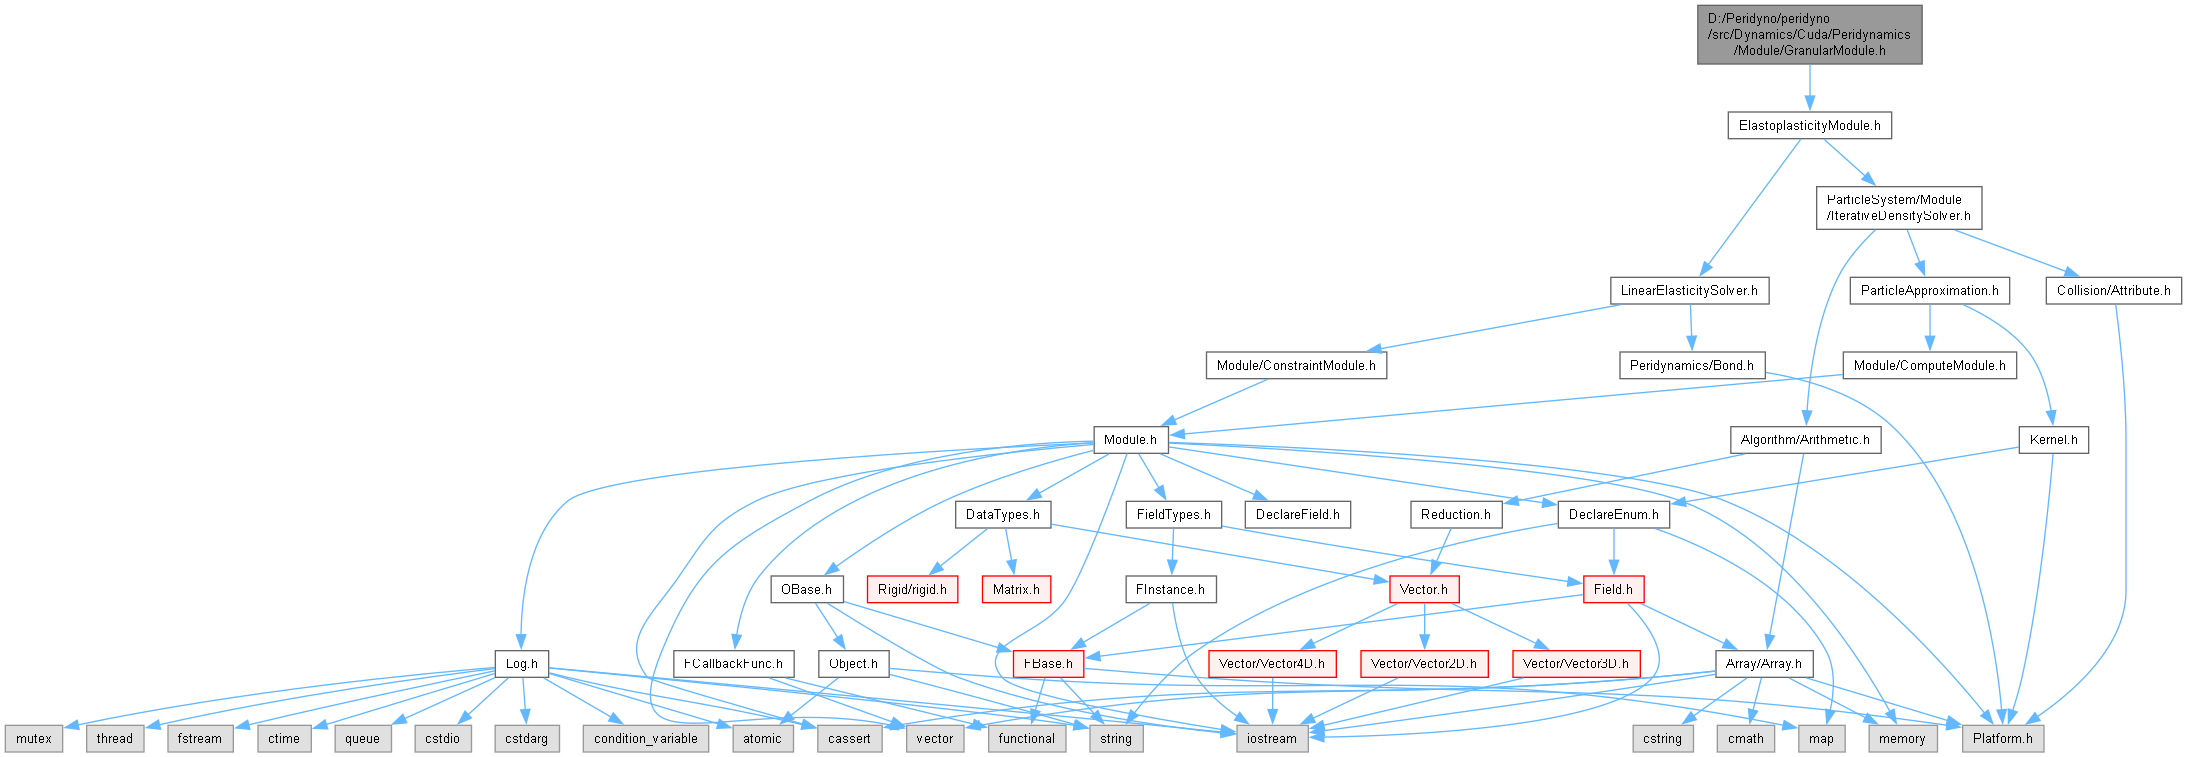 D:/Peridyno/peridyno
/src/Dynamics/Cuda/Peridynamics
/Module/GranularModule.h
ElastoplasticityModule.h
ParticleSystem/Module
/IterativeDensitySolver.h
LinearElasticitySolver.h
ParticleApproximation.h
Collision/Attribute.h
Module/ConstraintModule.h
Peridynamics/Bond.h
Module/ComputeModule.h
Module.h
Algorithm/Arithmetic.h
Kernel.h
DataTypes.h
FieldTypes.h
DeclareField.h
Reduction.h
DeclareEnum.h
OBase.h
Rigid/rigid.h
Matrix.h
FInstance.h
Vector.h
Field.h
Log.h
FCallbackFunc.h
Object.h
FBase.h
Vector/Vector4D.h
Vector/Vector2D.h
Vector/Vector3D.h
Array/Array.h
mutex
thread
fstream
ctime
queue
cstdio
cstdarg
condition_variable
atomic
cassert
vector
functional
string
iostream
cstring
cmath
map
memory
Platform.h